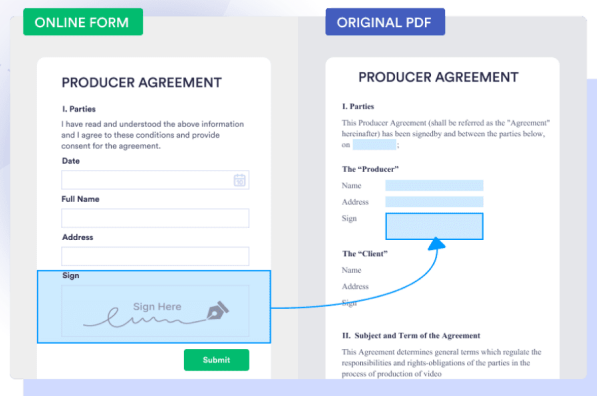 ONLINE FORM
PRODUCER AGREEMENT
I. Parties
I have read and understood the above information
and I agree to these conditions and provide
consent for the agreement.
Date
Full Name
Address
Sign
Sign Here
Submit
ORIGINAL PDF
PRODUCER AGREEMENT
I. Parties
This Producer Agreement (shall be referred as the "Agreement"
hereinafter) has been signedby and between the parties below,
on ;
The “Producer”
Name
Address
Sign
The “Client”
Name
Address
Sign
II. Subject and Term of the Agreement
This Agreement determines general terms which regulate the
responsibilities and rights-obligations of the parties in the
process of production of video